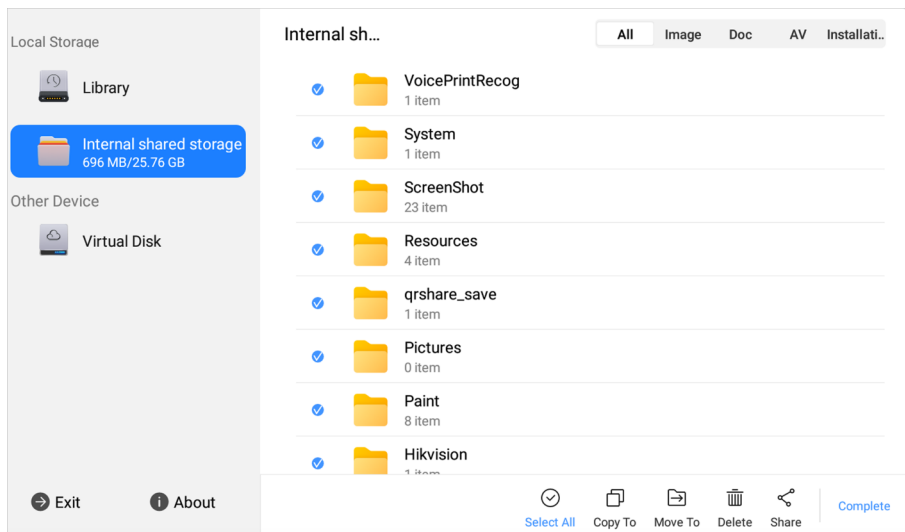 Local Storage
Library
Internal shared storage
696 MB/25.76 GB
Other Device
Virtual Disk
Exit
About
Internal sh...
All
Image
Doc
AV
Installati..
VoicePrintRecog
1 item
System
1 item
ScreenShot
23 item
Resources
4 item
qrshare_save
1 item
Pictures
0 item
Paint
8 item
Hikvision
1 item
Select All
Copy To
Move To
Delete
Share
Complete